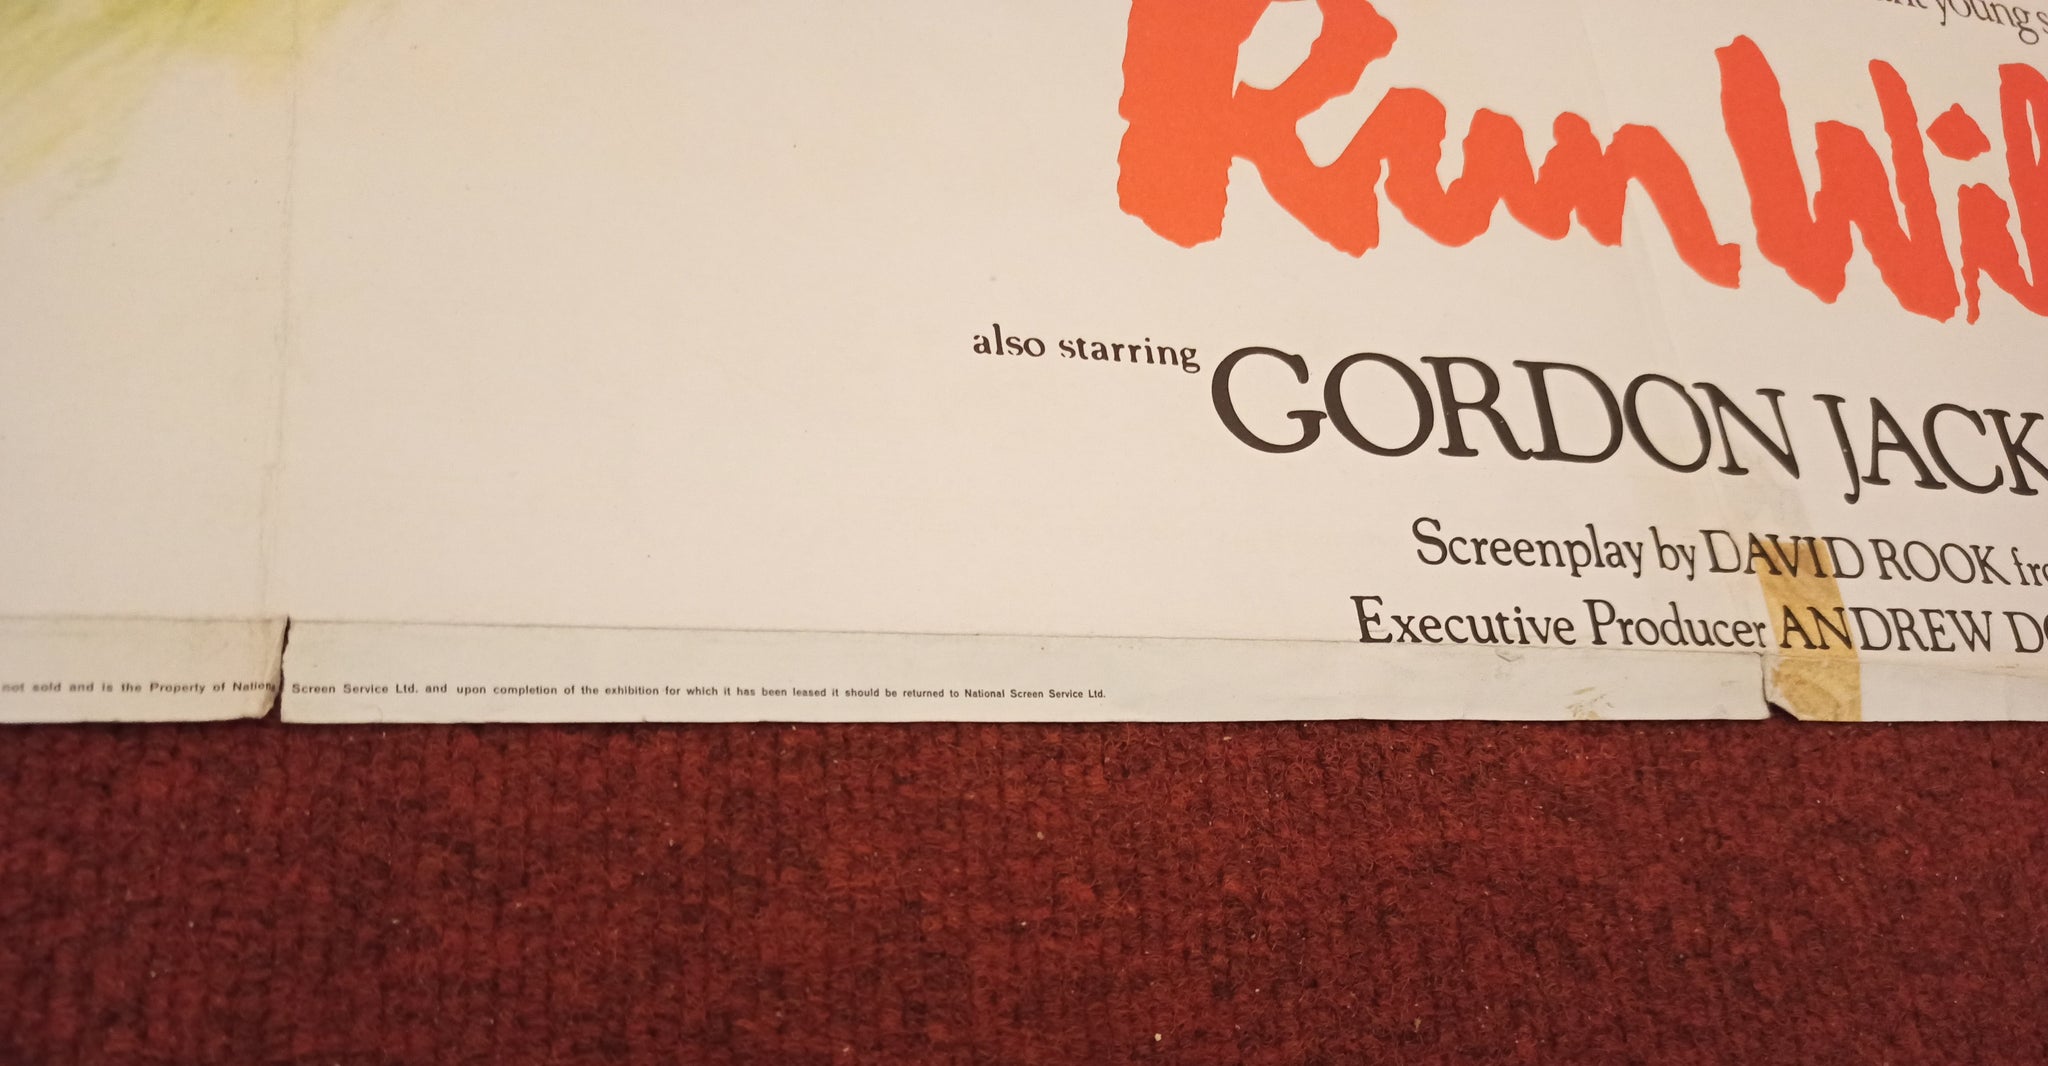 young
Run Wil
also starring GORDON JACK
Screenplay by DAVID ROOK
Executive Producer ANDREW
not sold and is the Property of Nation Screen Service Ltd. and upon completion of the exhibition for which it has been leased it should be returned to National Screen Service Ltd.